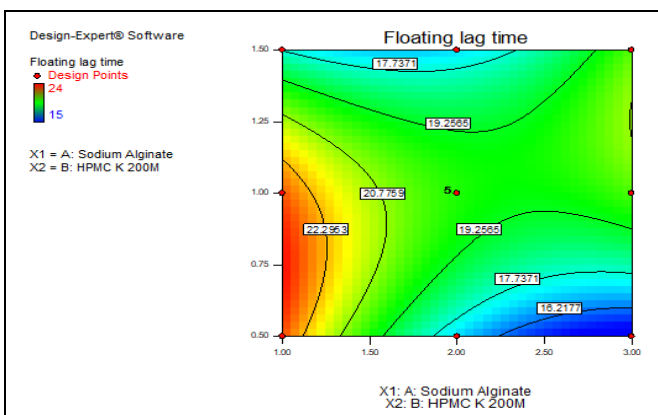 Design-Expert® Software
Floating lag time
Design Points
24
15
X1 = A: Sodium Alginate
X2 = B: HPMC K 200M
Floating lag time
1.50
1.25
1.00
0.75
0.50
1.00
1.50
2.00
2.50
3.00
17.7371
19.2565
20.7759
22.2953
5
19.2565
17.7371
16.2177
X1: A: Sodium Alginate
X2: B: HPMC K 200M